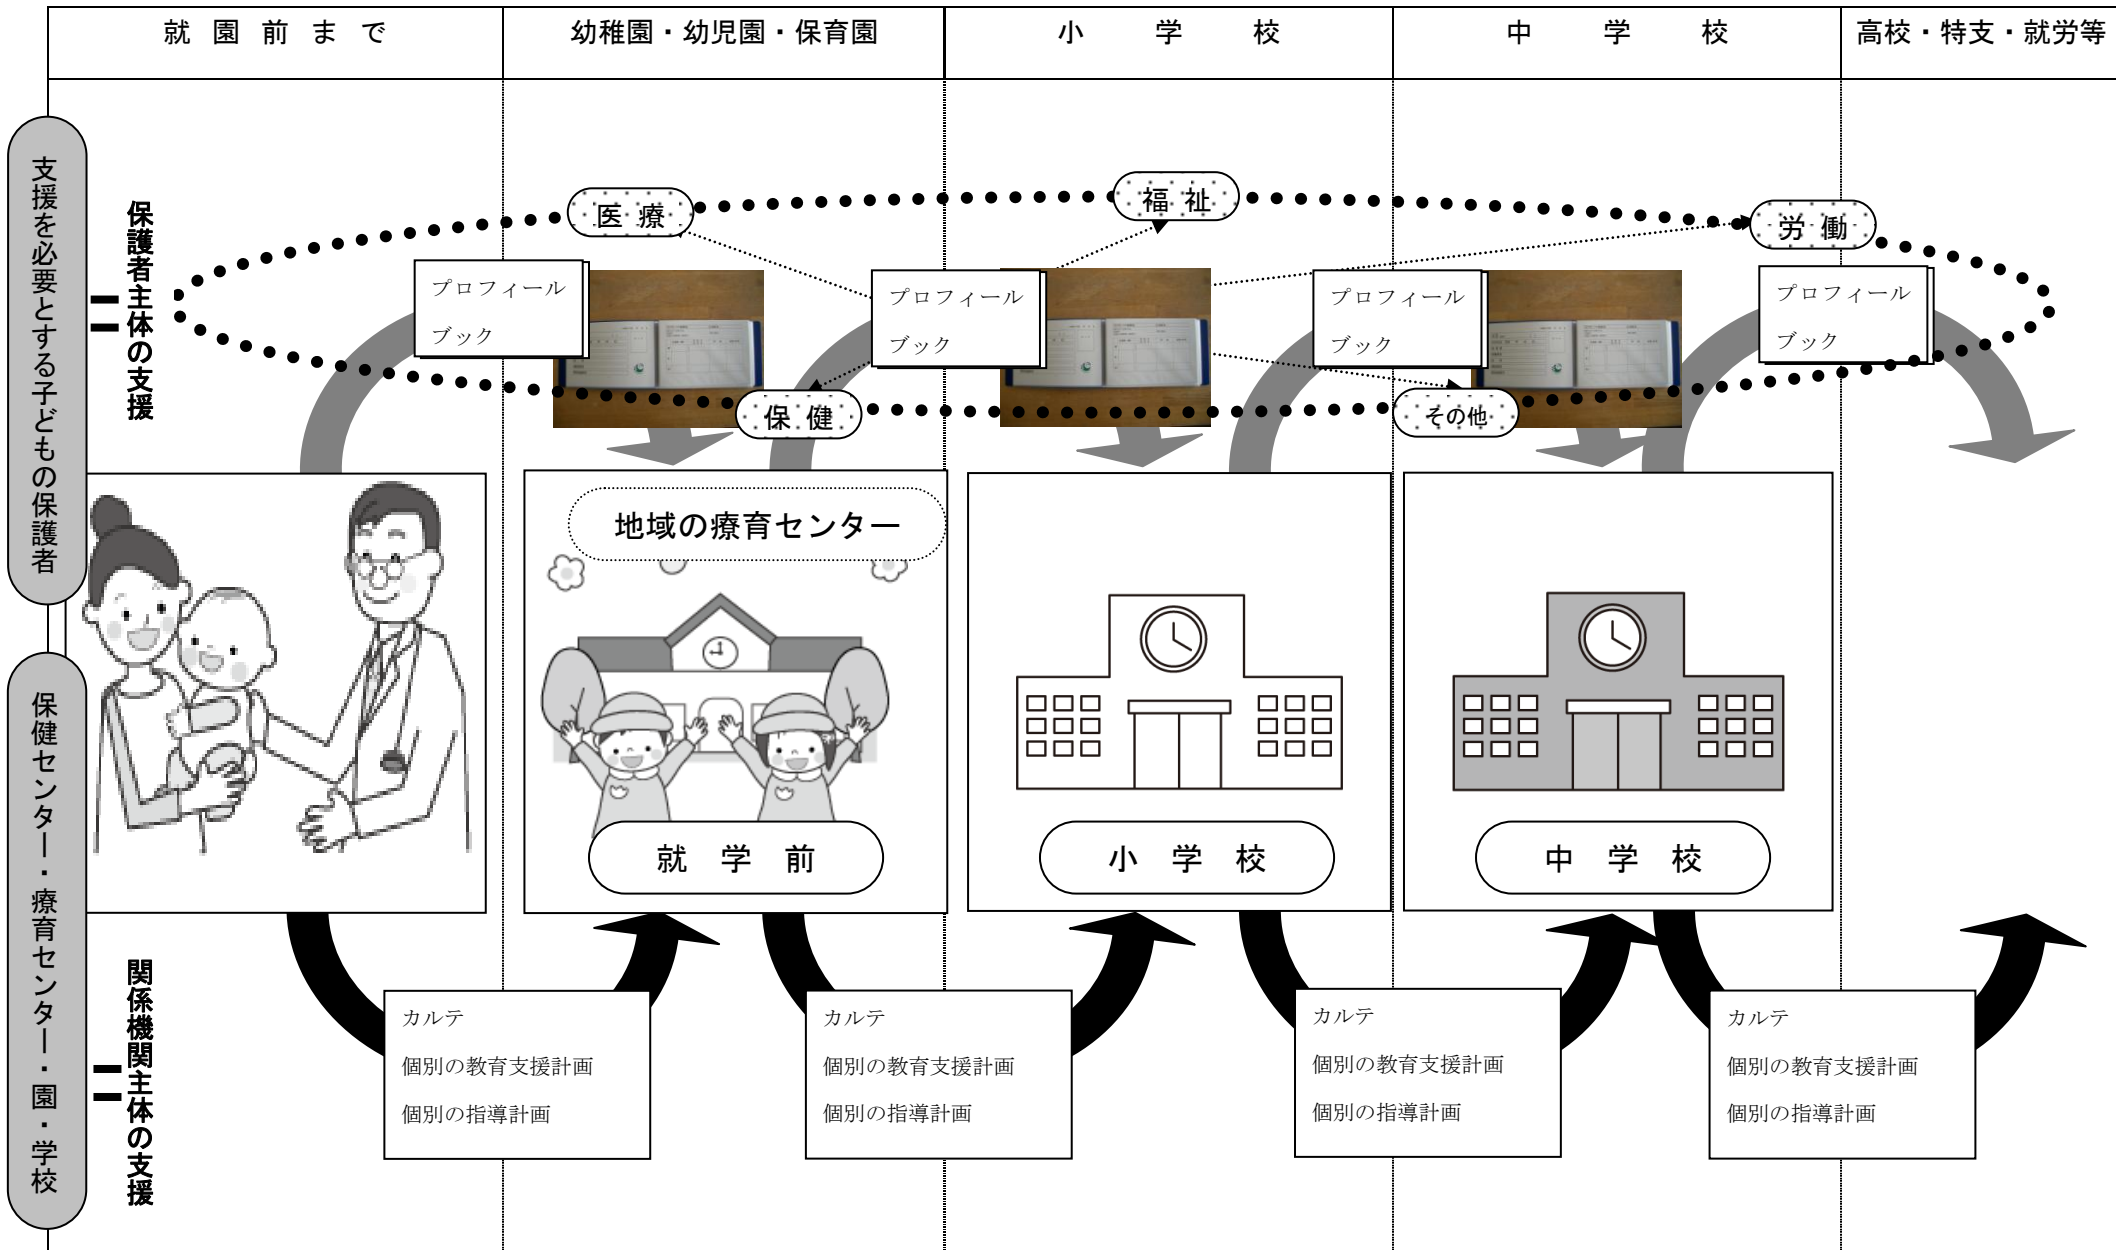 就園前まで
幼稚園・幼児園・保育園
小学校
中学校
高校・特支・就労等
支援を必要とする子どもの保護者
保護者主体の支援
医療
福祉
労働
プロフィール
ブック
プロフィール
ブック
プロフィール
ブック
プロフィール
ブック
保健
その他
地域の療育センター
就学前
小学校
中学校
保健センター・療育センター・園・学校
関係機関主体の支援
カルテ
個別の教育支援計画
個別の指導計画
カルテ
個別の教育支援計画
個別の指導計画
カルテ
個別の教育支援計画
個別の指導計画
カルテ
個別の教育支援計画
個別の指導計画